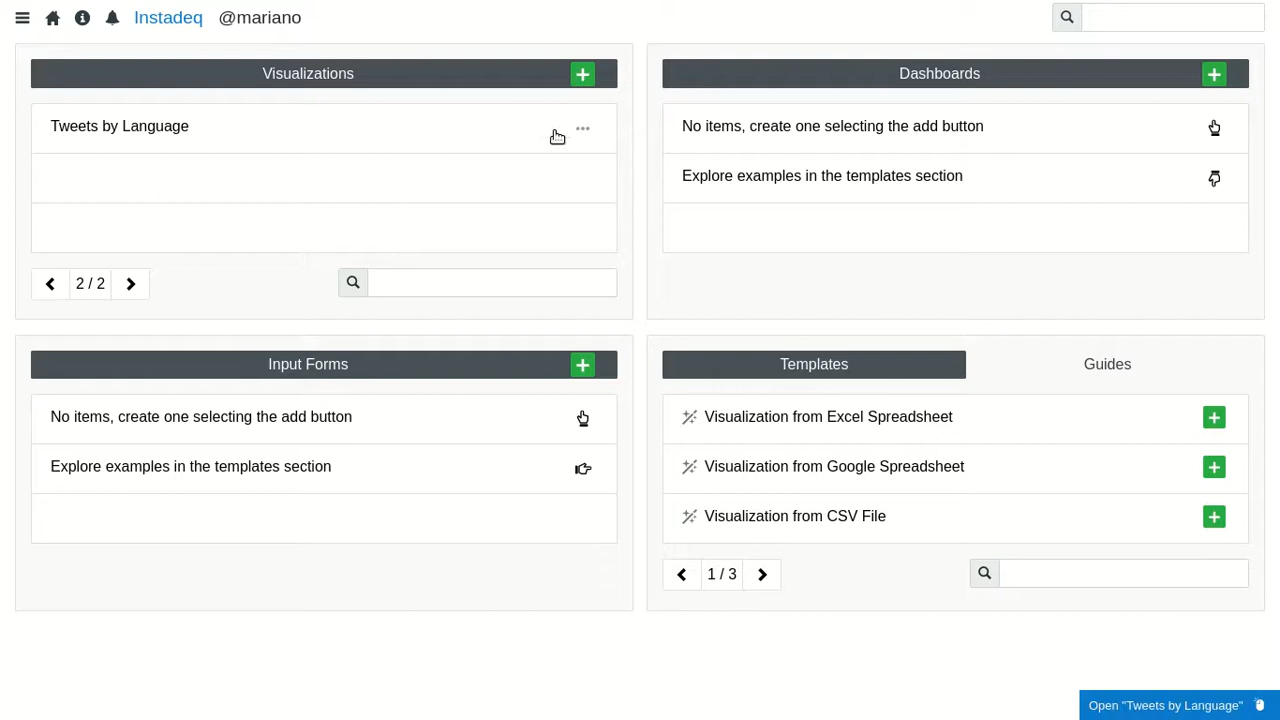 Instadeq @mariano
Visualizations
Tweets by Language
2 / 2
Dashboards
No items, create one selecting the add button
Explore examples in the templates section
Input Forms
No items, create one selecting the add button
Explore examples in the templates section
Templates Guides
Visualization from Excel Spreadsheet
Visualization from Google Spreadsheet
Visualization from CSV File
1 / 3
Open "Tweets by Language"